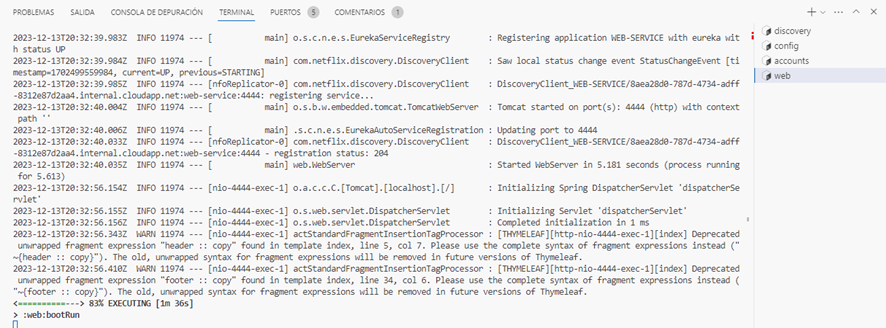 PROBLEMAS SALIDA CONSOLA DE DEPURACIÓN TERMINAL PUERTOS 5 COMENTARIOS 1
2023-12-13T20:32:39.983Z  INFO 11974 --- [           main] o.s.c.n.e.s.EurekaServiceRegistry        : Registering application WEB-SERVICE with eureka wit
h status UP
2023-12-13T20:32:39.984Z  INFO 11974 --- [           main] com.netflix.discovery.DiscoveryClient    : Saw local status change event StatusChangeEvent [ti
mestamp=1702499559984, current=UP, previous=STARTING]
2023-12-13T20:32:39.985Z  INFO 11974 --- [nfoReplicator-0] com.netflix.discovery.DiscoveryClient    : DiscoveryClient_WEB-SERVICE/8aea28d0-787d-4734-adff
-8312e87d2aa4.internal.cloudapp.net:web-service:4444: registering service...
2023-12-13T20:32:40.004Z  INFO 11974 --- [           main] o.s.b.w.embedded.tomcat.TomcatWebServer  : Tomcat started on port(s): 4444 (http) with context
path ''
2023-12-13T20:32:40.006Z  INFO 11974 --- [           main] .s.c.n.e.s.EurekaAutoServiceRegistration : Updating port to 4444
2023-12-13T20:32:40.033Z  INFO 11974 --- [nfoReplicator-0] com.netflix.discovery.DiscoveryClient    : DiscoveryClient_WEB-SERVICE/8aea28d0-787d-4734-adff
-8312e87d2aa4.internal.cloudapp.net:web-service:4444 - registration status: 204
2023-12-13T20:32:40.035Z  INFO 11974 --- [           main] web.WebServer                            : Started WebServer in 5.181 seconds (process running
for 5.613)
2023-12-13T20:32:56.154Z  INFO 11974 --- [nio-4444-exec-1] o.a.c.c.C.[Tomcat].[localhost].[/]       : Initializing Spring DispatcherServlet 'dispatcherSe
rvlet'
2023-12-13T20:32:56.155Z  INFO 11974 --- [nio-4444-exec-1] o.s.web.servlet.DispatcherServlet        : Initializing Servlet 'dispatcherServlet'
2023-12-13T20:32:56.156Z  INFO 11974 --- [nio-4444-exec-1] o.s.web.servlet.DispatcherServlet        : Completed initialization in 1 ms
2023-12-13T20:32:56.343Z  WARN 11974 --- [nio-4444-exec-1] actStandardFragmentInsertionTagProcessor : [THYMELEAF][http-nio-4444-exec-1][index] Deprecated
unwrapped fragment expression "header :: copy" found in template index, line 5, col 7. Please use the complete syntax of fragment expressions instead ("
~{header :: copy}"). The old, unwrapped syntax for fragment expressions will be removed in future versions of Thymeleaf.
2023-12-13T20:32:56.410Z  WARN 11974 --- [nio-4444-exec-1] actStandardFragmentInsertionTagProcessor : [THYMELEAF][http-nio-4444-exec-1][index] Deprecated
unwrapped fragment expression "footer :: copy" found in template index, line 34, col 6. Please use the complete syntax of fragment expressions instead (
"~{footer :: copy}"). The old, unwrapped syntax for fragment expressions will be removed in future versions of Thymeleaf.
<==========---> 83% EXECUTING [1m 36s]
> :web:bootRun
discovery
config
accounts
web